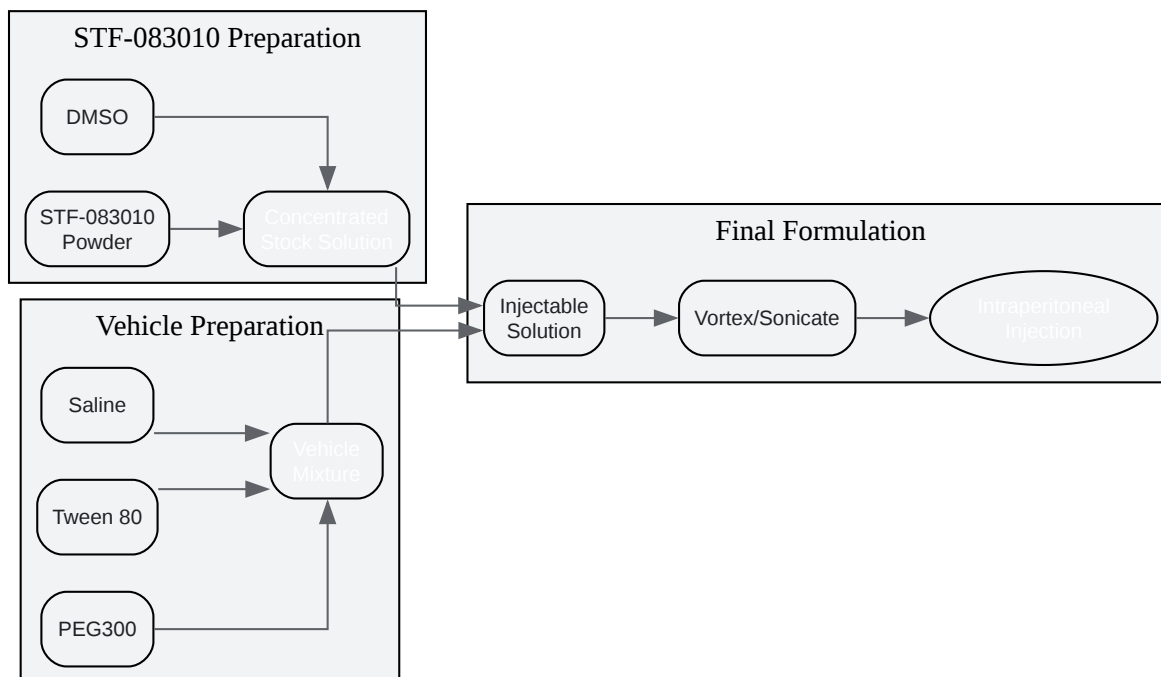 STF-083010 Preparation
DMSO
STF-083010
Powder
Concentrated
Stock Solution
Vehicle Preparation
Saline
Tween 80
PEG300
Vehicle
Mixture
Final Formulation
Injectable
Solution
Vortex/Sonicate
Intraperitoneal
Injection